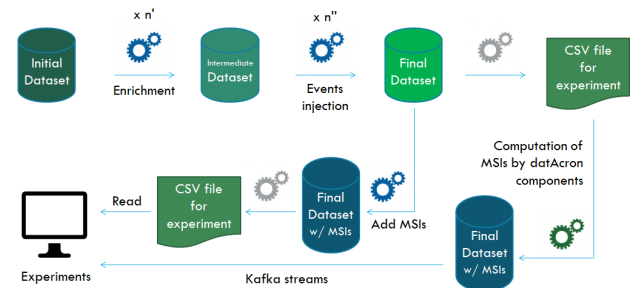 x n'
x n"
Initial
Dataset
Enrichment
Intermediate
Dataset
Events
injection
Final
Dataset
CSV file
for
experiment
Computation of
MSIs by datAcron
components
Read
CSV file
for
experiment
Final
Dataset
w/ MSIs
Add MSIs
Final
Dataset
w/ MSIs
Experiments
Kafka streams